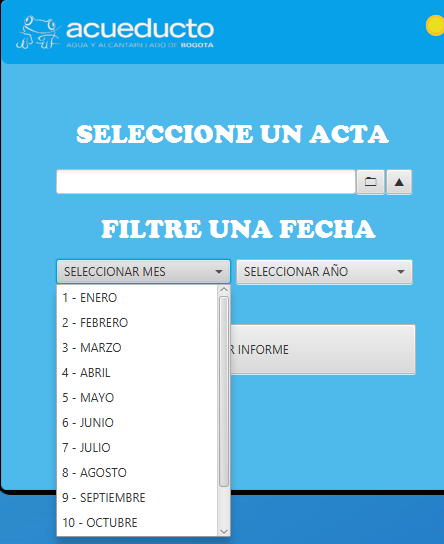 acueducto
AGUA Y ALCANTARILLADO DE BOGOTÁ
SELECCIONE UN ACTA
FILTRE UNA FECHA
SELECCIONAR MES
SELECCIONAR AÑO
1 - ENERO
2 - FEBRERO
3 - MARZO
INFORME
4 - ABRIL
5 - MAYO
6 - JUNIO
7 - JULIO
8 - AGOSTO
9 - SEPTIEMBRE
10 - OCTUBRE